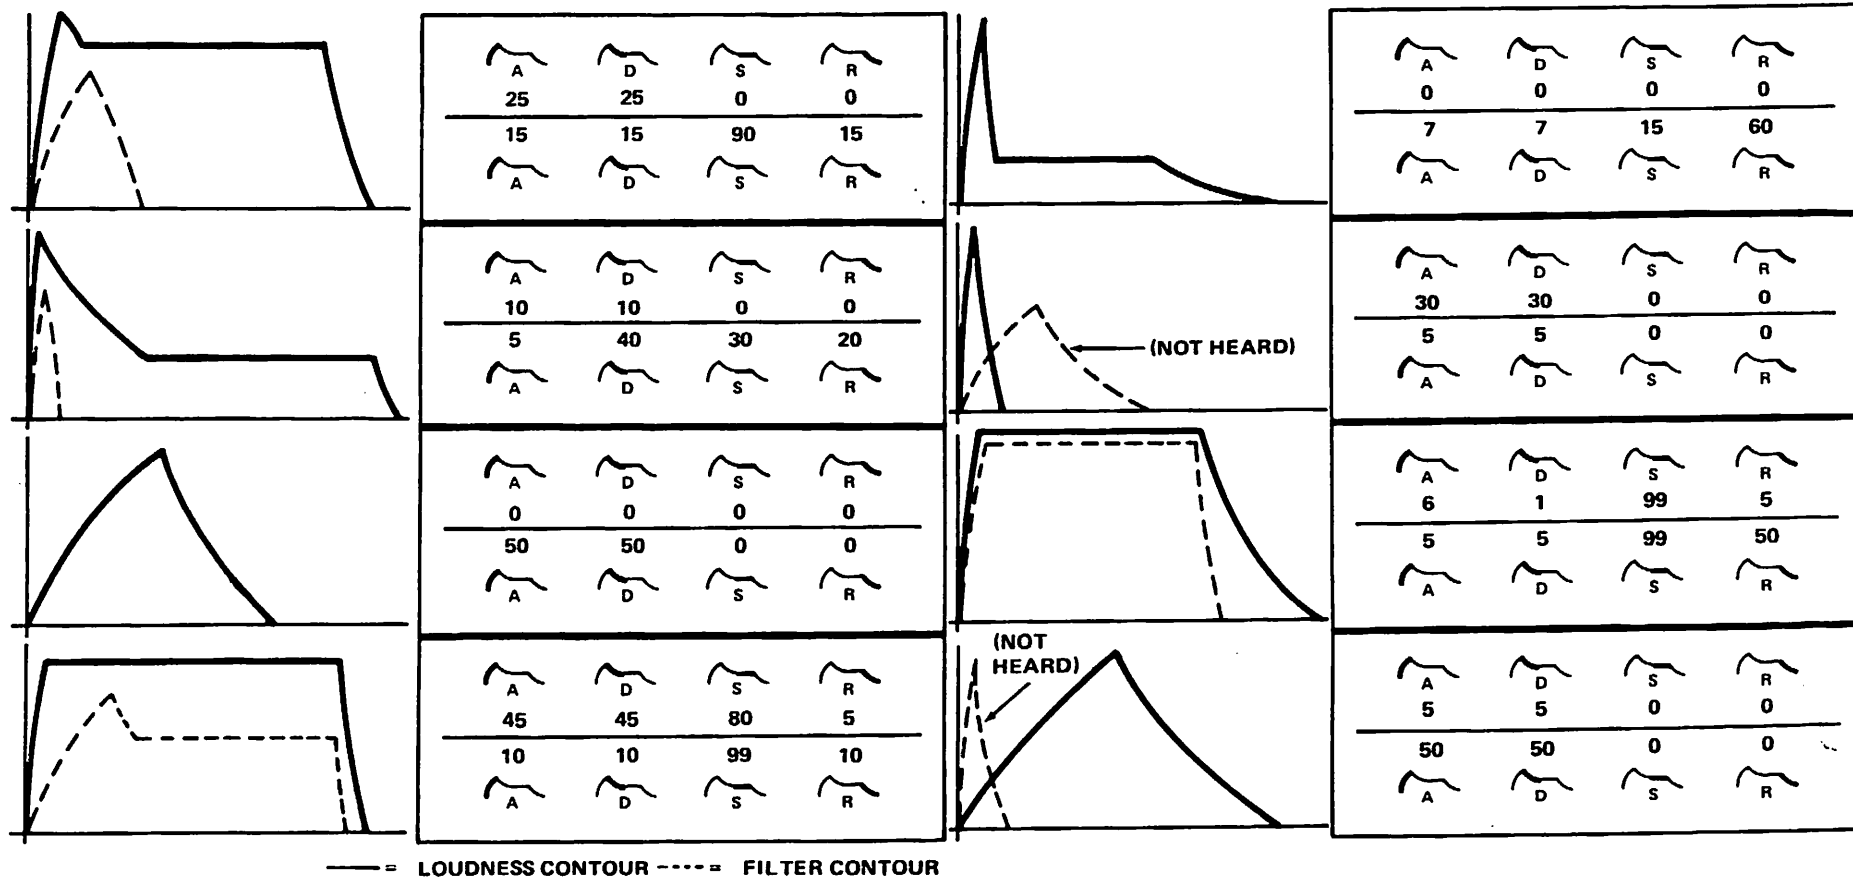 A D S R
25 25 0 0
15 15 90 15
A D S R
A D S R
10 10 0 0
5 40 30 20
A D S R
A D S R
0 0 0 0
50 50 0 0
A D S R
A D S R
45 45 80 5
10 10 99 10
A D S R
A D S R
0 0 0 0
7 7 15 60
A D S R
(NOT HEARD)
A D S R
30 30 0 0
5 5 0 0
A D S R
A D S R
6 1 99 5
5 5 99 50
A D S R
(NOT
HEARD)
A D S R
5 5 0 0
50 50 0 0
A D S R
= LOUDNESS CONTOUR ---- = FILTER CONTOUR